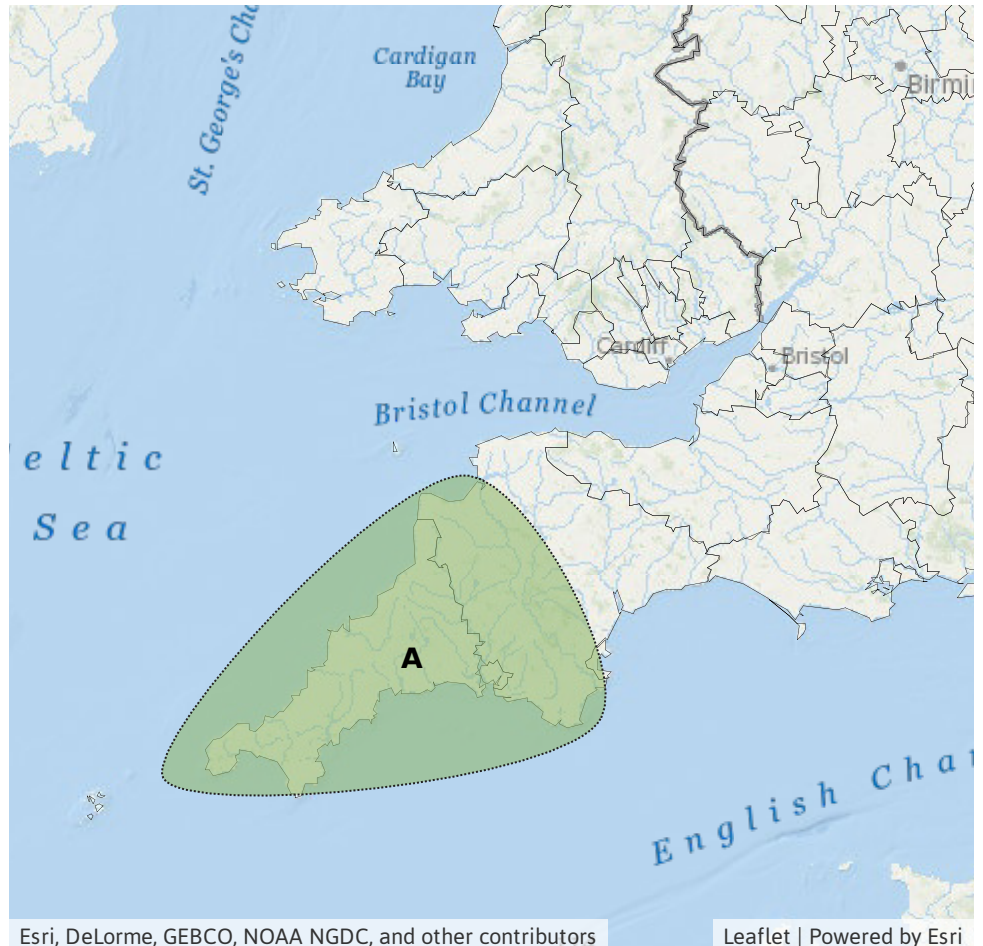 St. George's Cha
Cardigan
Bay
Birmi
Cardiff
Bristol
Bristol Channel
eltic
Sea
A
English Chan
Esri, DeLorme, GEBCO, NOAA NGDC, and other contributors
Leaflet | Powered by Esri